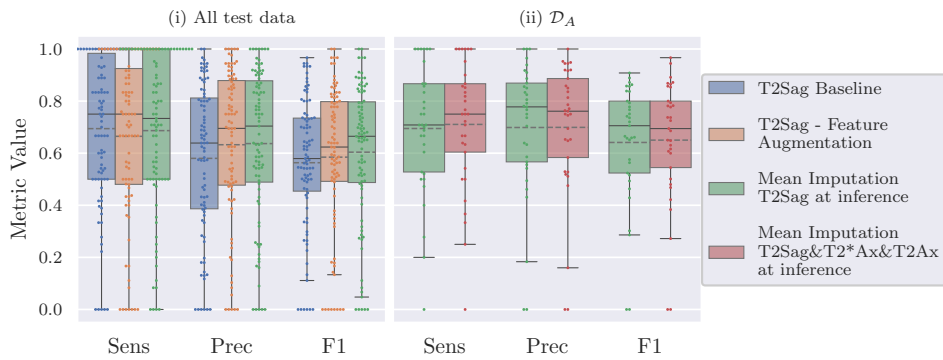 (i) All test data
(ii) 𝒟_A
Metric Value
1.0
0.8
0.6
0.4
0.2
0.0
Sens Prec F1
Sens Prec F1
T2Sag Baseline
T2Sag - Feature
Augmentation
Mean Imputation
T2Sag at inference
Mean Imputation
T2Sag&T2*Ax&T2Ax
at inference